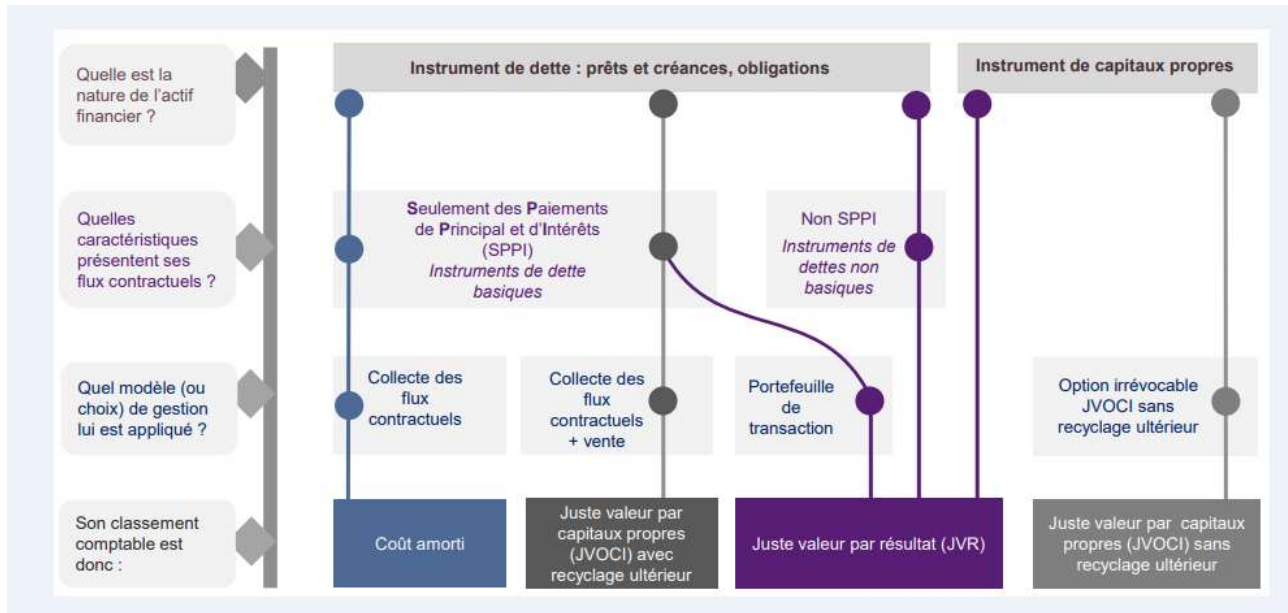 Quelle est la
nature de l'actif
financier ?
Instrument de dette : prêts et créances, obligations
Instrument de capitaux propres
Quelles
caractéristiques
présentent ses
flux contractuels ?
Seulement des Paiements
de Principal et d'Intérêts
(SPPI)
Instruments de dette
basiques
Non SPPI
Instruments de
dettes non
basiques
Quel modèle (ou
choix) de gestion
lui est appliqué ?
Collecte des
flux
contractuels
Collecte des
flux
contractuels
+ vente
Portefeuille
de
transaction
Option irrévocable
JVOCI sans
recyclage ultérieur
Son classement
comptable est
donc :
Coût amorti
Juste valeur par
capitaux propres
(JVOCI) avec
recyclage ultérieur
Juste valeur par résultat (JVR)
Juste valeur par capitaux
propres (JVOCI) sans
recyclage ultérieur